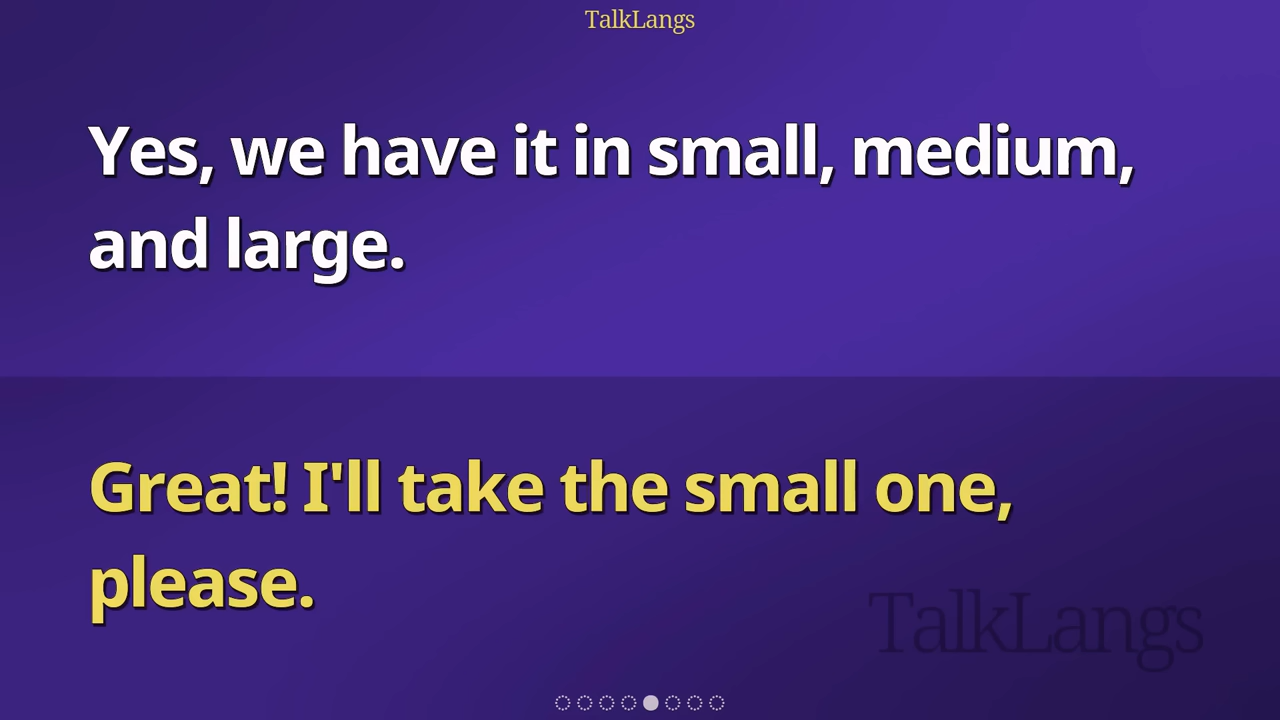 TalkLangs
Yes, we have it in small, medium,
and large.
Great! I'll take the small one,
please.
TalkLangs